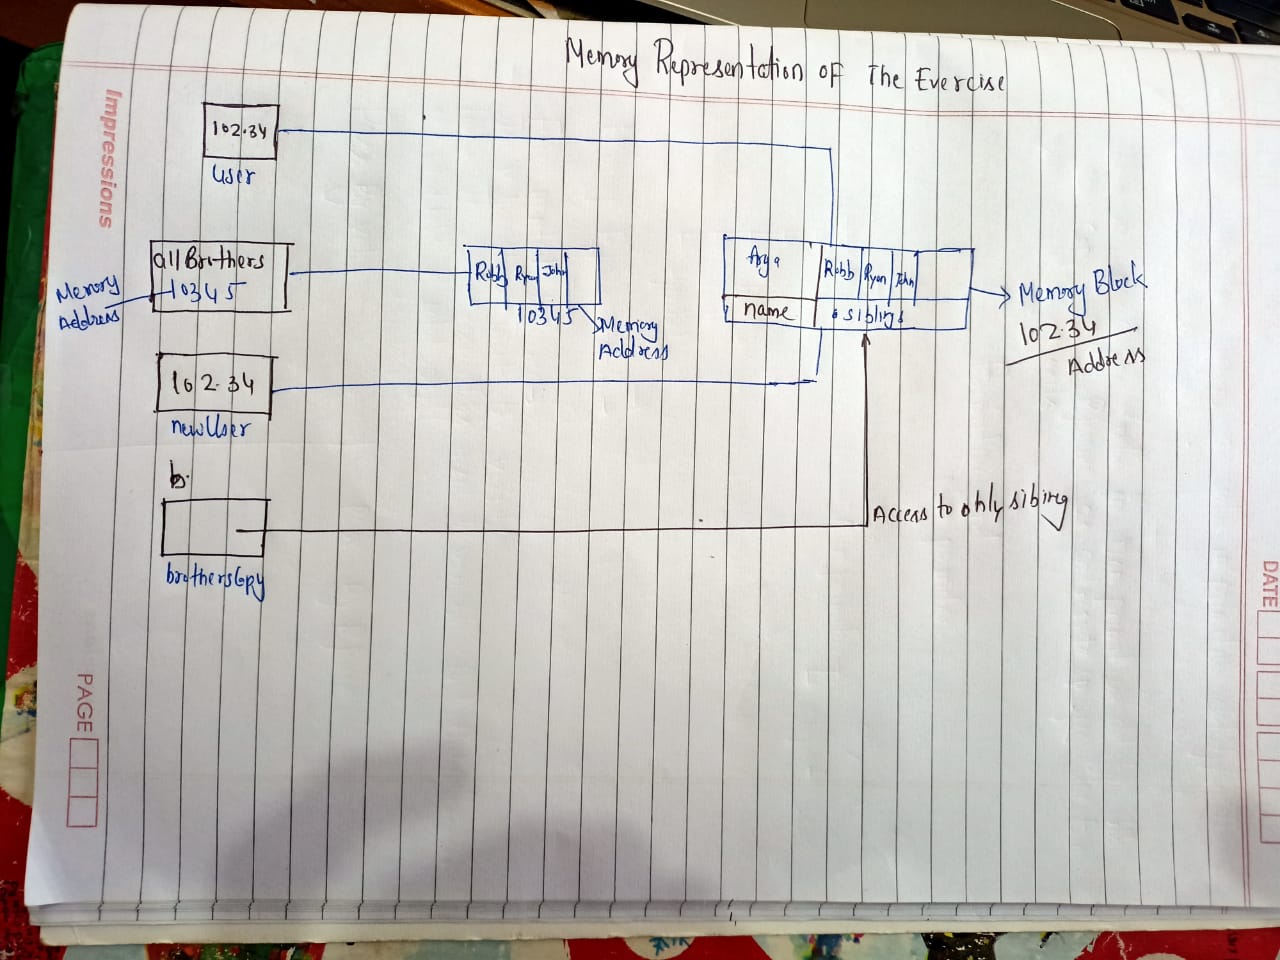 Memory Representation of The Exercise
Impressions
102.34
User
allBrothers
10345
Memory
Address
Robb Ryan John
10345
Memory
Address
Arya
Robb Ryan John
name
sibling
Memory Block
102.34
Address
102.34
newUser
b.
brothersCopy
Access to only sibing
PAGE
DATE